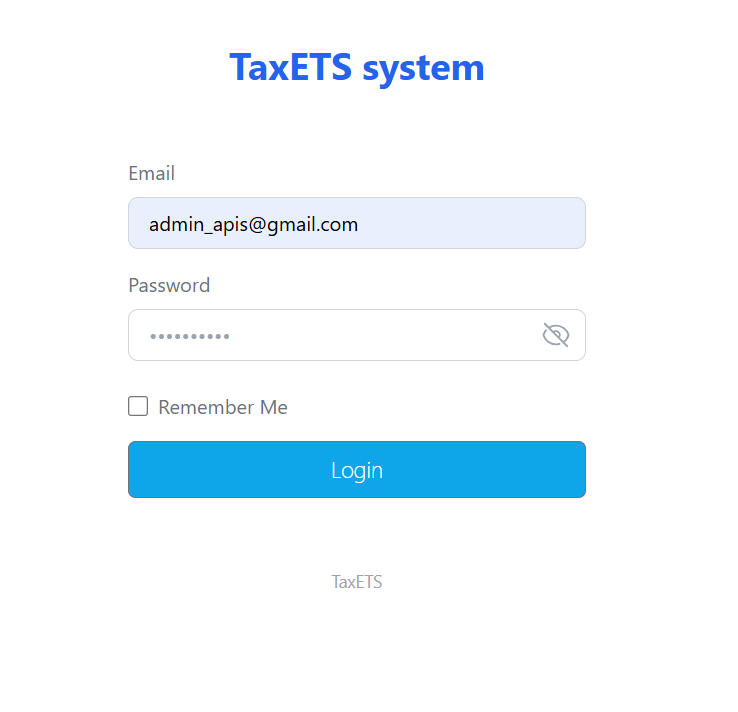 TaxETS system
Email
admin_apis@gmail.com
Password
••••••••••
Remember Me
Login
TaxETS